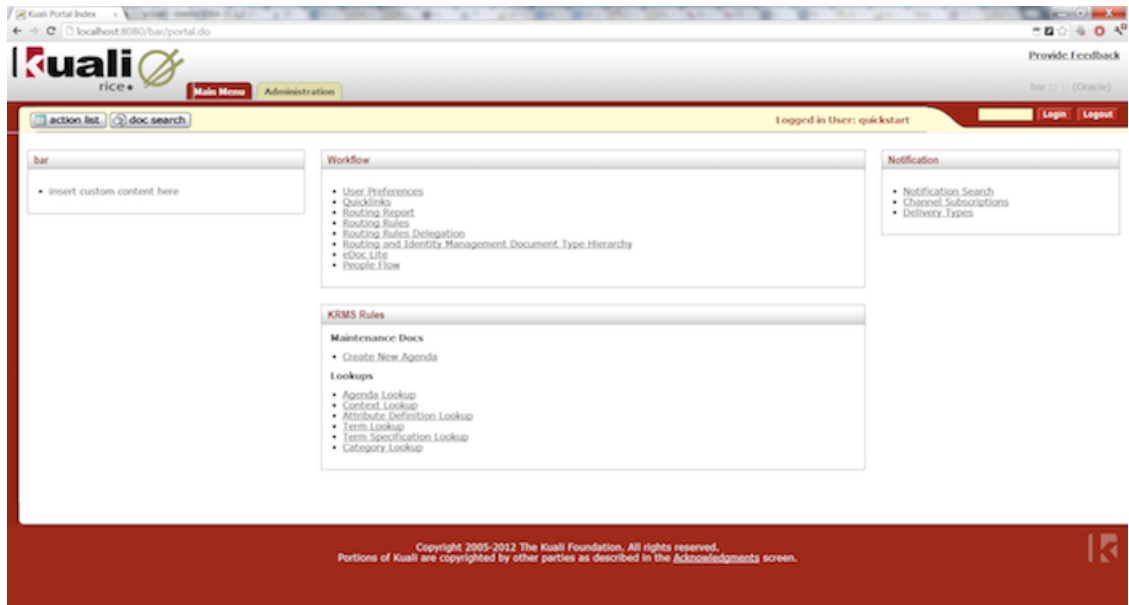 Kuali Portal Index
localhost:8080/bar/portal.do
kuali
rice
Provide Feedback
Main Menu
Administration
bar :: :: (Oracle)
action list
doc search
Logged in User: quickstart
Login
Logout
bar
• insert custom content here
Workflow
• User Preferences
• Quicklinks
• Routing Report
• Routing Rules
• Routing Rules Delegation
• Routing and Identity Management Document Type Hierarchy
• eDoc Lite
• People Flow
KRMS Rules
Maintenance Docs
• Create New Agenda
Lookups
• Agenda Lookup
• Context Lookup
• Attribute Definition Lookup
• Term Lookup
• Term Specification Lookup
• Category Lookup
Notification
• Notification Search
• Channel Subscriptions
• Delivery Types
Copyright 2005-2012 The Kuali Foundation. All rights reserved.
Portions of Kuali are copyrighted by other parties as described in the Acknowledgments screen.